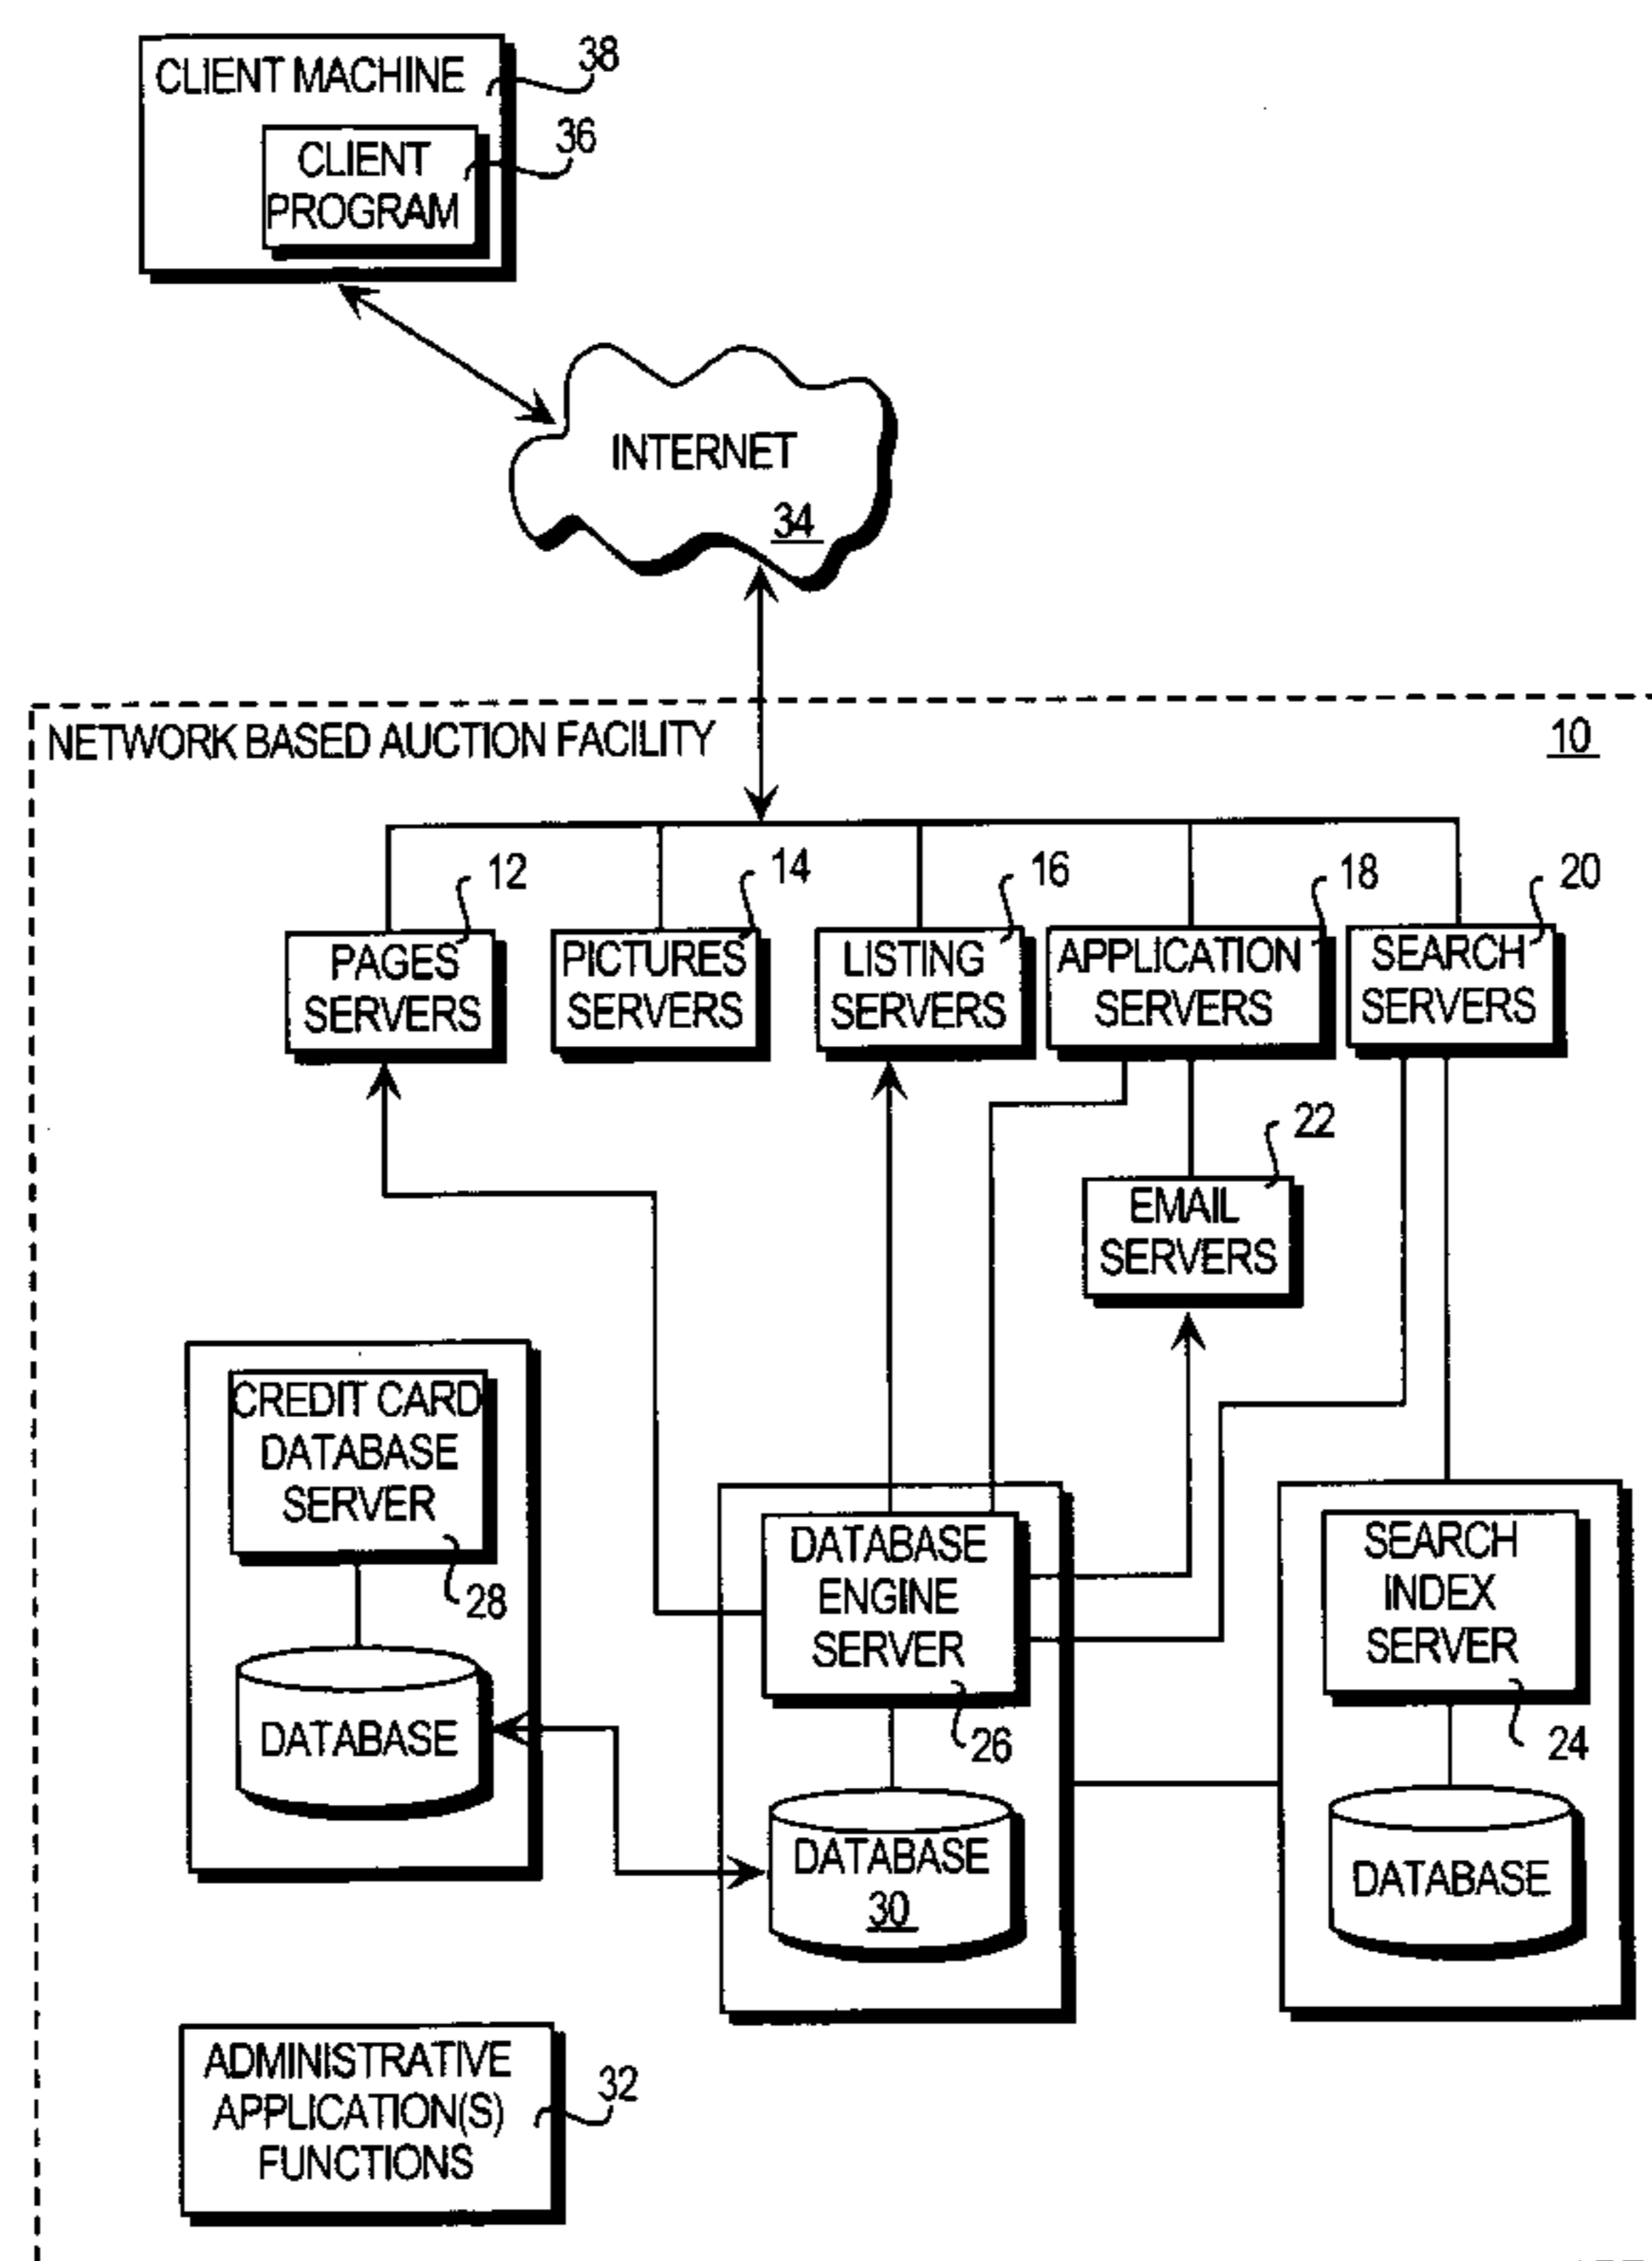 CLIENT MACHINE
38
CLIENT
PROGRAM
36
INTERNET
34
NETWORK BASED AUCTION FACILITY
10
12
14
16
18
20
PAGES
SERVERS
PICTURES
SERVERS
LISTING
SERVERS
APPLICATION
SERVERS
SEARCH
SERVERS
22
EMAIL
SERVERS
CREDIT CARD
DATABASE
SERVER
28
DATABASE
DATABASE
ENGINE
SERVER
26
DATABASE
30
SEARCH
INDEX
SERVER
24
DATABASE
ADMINISTRATIVE
APPLICATION(S)
FUNCTIONS
32